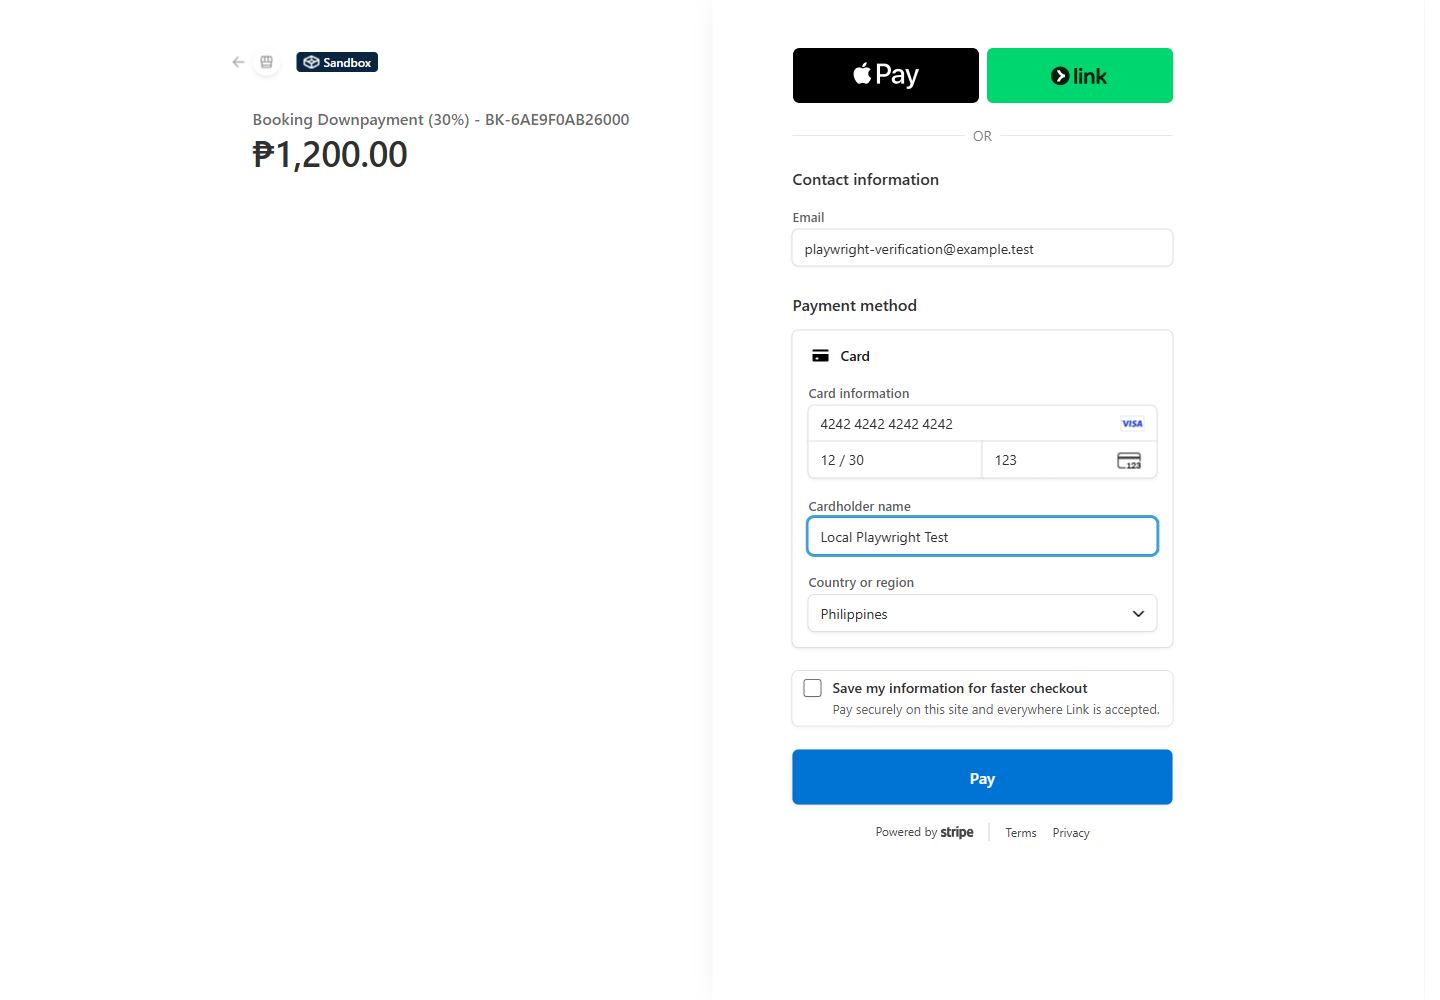 Sandbox
Booking Downpayment (30%) - BK-6AE9F0AB26000
₱1,200.00
Pay
link
OR
Contact information
Email
playwright-verification@example.test
Payment method
Card
Card information
4242 4242 4242 4242
VISA
12 / 30
123
123
Cardholder name
Local Playwright Test
Country or region
Philippines
Save my information for faster checkout
Pay securely on this site and everywhere Link is accepted.
Pay
Powered by stripe
Terms
Privacy